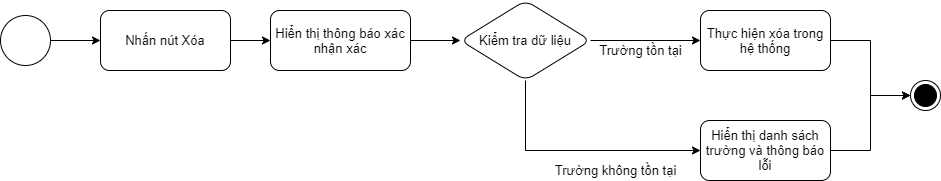 Nhấn nút Xóa
Hiển thị thông báo xác
nhận xác
Kiểm tra dữ liệu
Trường tồn tại
Thực hiện xóa trong
hệ thống
Trường không tồn tại
Hiển thị danh sách
trường và thông báo
lỗi